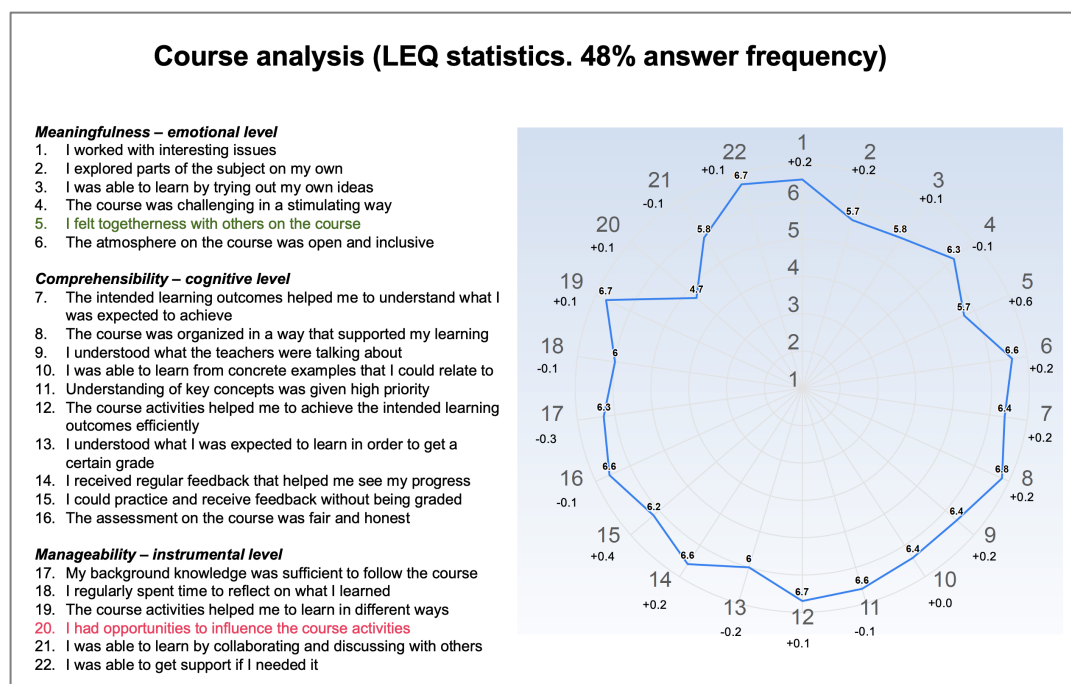 Course analysis (LEQ statistics. 48% answer frequency)
Meaningfulness – emotional level
1. I worked with interesting issues
2. I explored parts of the subject on my own
3. I was able to learn by trying out my own ideas
4. The course was challenging in a stimulating way
5. I felt togetherness with others on the course
6. The atmosphere on the course was open and inclusive
Comprehensibility – cognitive level
7. The intended learning outcomes helped me to understand what I
was expected to achieve
8. The course was organized in a way that supported my learning
9. I understood what the teachers were talking about
10. I was able to learn from concrete examples that I could relate to
11. Understanding of key concepts was given high priority
12. The course activities helped me to achieve the intended learning
outcomes efficiently
13. I understood what I was expected to learn in order to get a
certain grade
14. I received regular feedback that helped me see my progress
15. I could practice and receive feedback without being graded
16. The assessment on the course was fair and honest
Manageability – instrumental level
17. My background knowledge was sufficient to follow the course
18. I regularly spent time to reflect on what I learned
19. The course activities helped me to learn in different ways
20. I had opportunities to influence the course activities
21. I was able to learn by collaborating and discussing with others
22. I was able to get support if I needed it
1
+0.2
2
+0.2
5.7
3
+0.1
5.8
4
-0.1
6.3
5
+0.6
5.7
6
+0.2
6.6
7
+0.2
6.4
8
+0.2
6.8
9
+0.2
6.4
10
+0.0
6.4
11
-0.1
6.6
12
+0.1
6.7
13
-0.2
6
14
+0.2
6.6
15
+0.4
6.2
16
-0.1
6.6
17
-0.3
6.3
18
-0.1
6
19
+0.1
6.7
20
+0.1
4.7
21
-0.1
5.8
22
+0.1
6.7
6
5
4
3
2
1